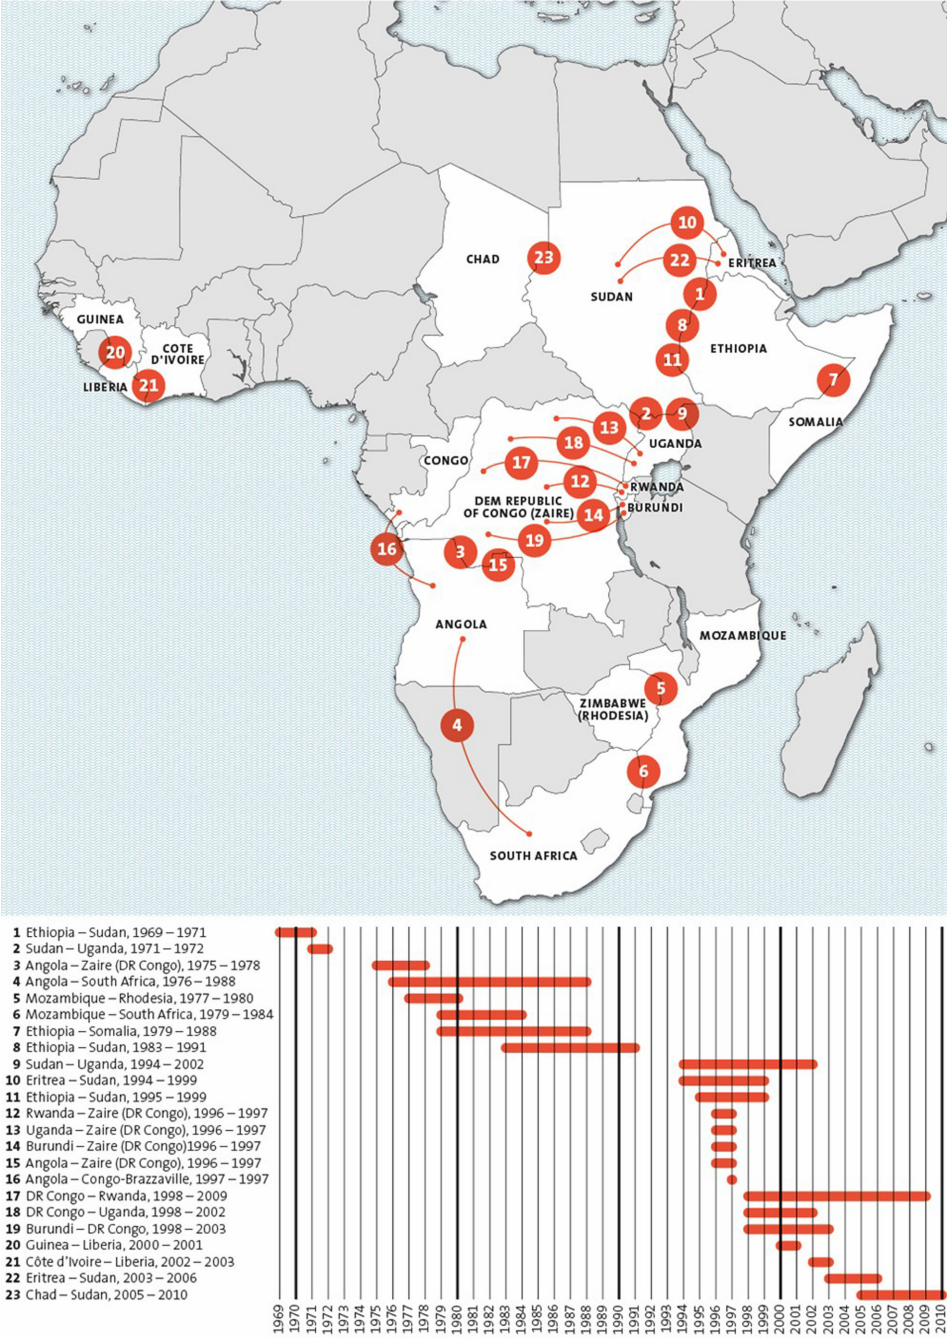 10
CHAD
23
22
ERITREA
SUDAN
1
GUINEA
8
20
COTE
D'IVOIRE
ETHIOPIA
11
LIBERIA
21
7
2
9
SOMALIA
13
UGANDA
18
CONGO
17
12
RWANDA
DEM REPUBLIC
OF CONGO (ZAIRE)
14
BURUNDI
19
16
3
15
ANGOLA
MOZAMBIQUE
5
ZIMBABWE
(RHODESIA)
4
6
SOUTH AFRICA
1 Ethiopia – Sudan, 1969 – 1971
2 Sudan – Uganda, 1971 – 1972
3 Angola – Zaire (DR Congo), 1975 – 1978
4 Angola – South Africa, 1976 – 1988
5 Mozambique – Rhodesia, 1977 – 1980
6 Mozambique – South Africa, 1979 – 1984
7 Ethiopia – Somalia, 1979 – 1988
8 Ethiopia – Sudan, 1983 – 1991
9 Sudan – Uganda, 1994 – 2002
10 Eritrea – Sudan, 1994 – 1999
11 Ethiopia – Sudan, 1995 – 1999
12 Rwanda – Zaire (DR Congo), 1996 – 1997
13 Uganda – Zaire (DR Congo), 1996 – 1997
14 Burundi – Zaire (DR Congo)1996 – 1997
15 Angola – Zaire (DR Congo), 1996 – 1997
16 Angola – Congo-Brazzaville, 1997 – 1997
17 DR Congo – Rwanda, 1998 – 2009
18 DR Congo – Uganda, 1998 – 2002
19 Burundi – DR Congo, 1998 – 2003
20 Guinea – Liberia, 2000 – 2001
21 Côte d'Ivoire – Liberia, 2002 – 2003
22 Eritrea – Sudan, 2003 – 2006
23 Chad – Sudan, 2005 – 2010
1969 1970 1971 1972 1973 1974 1975 1976 1977 1978 1979 1980 1981 1982 1983 1984 1985 1986 1987 1988 1989 1990 1991 1992 1993 1994 1995 1996 1997 1998 1999 2000 2001 2002 2003 2004 2005 2006 2007 2008 2009 2010